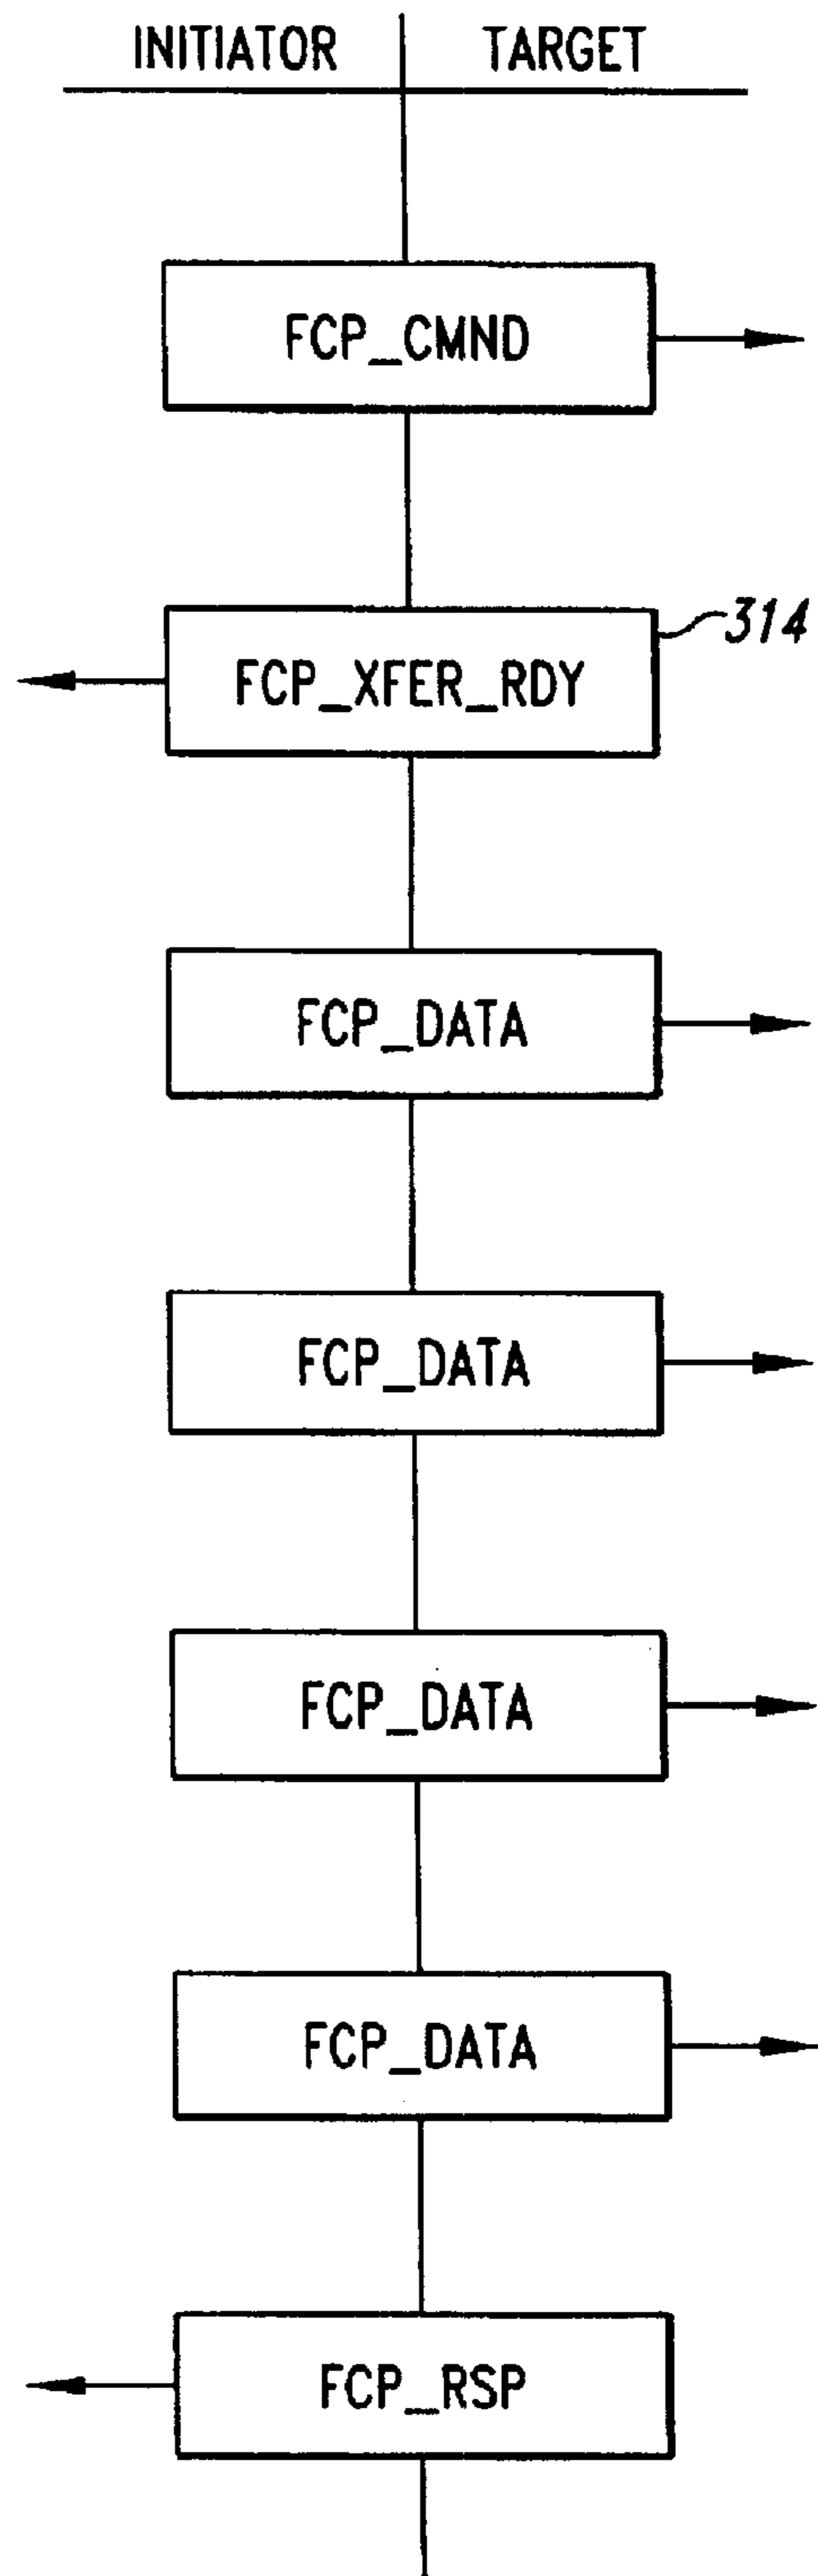 INITIATOR TARGET
FCP_CMND
314
FCP_XFER_RDY
FCP_DATA
FCP_DATA
FCP_DATA
FCP_DATA
FCP_RSP